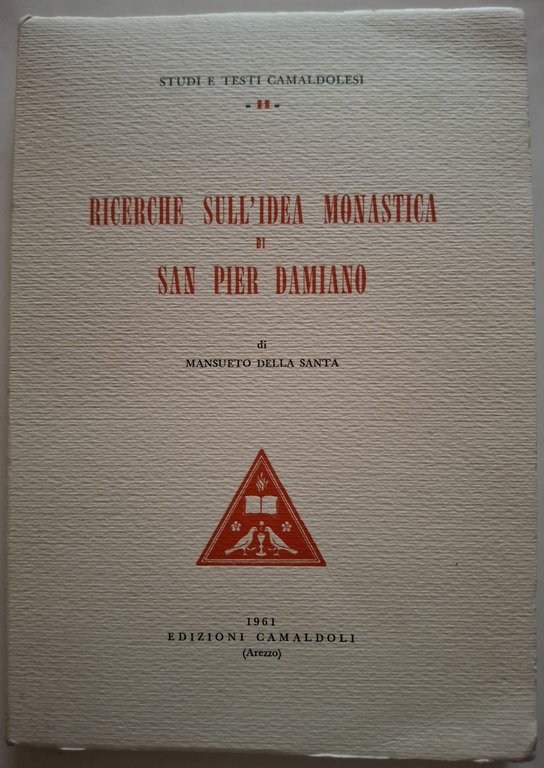 STUDI E TESTI CAMALDOLESI
- 11 -
RICERCHE SULL'IDEA MONASTICA
DI
SAN PIER DAMIANO
di
MANSUETO DELLA SANTA
1961
EDIZIONI CAMALDOLI
(Arezzo)